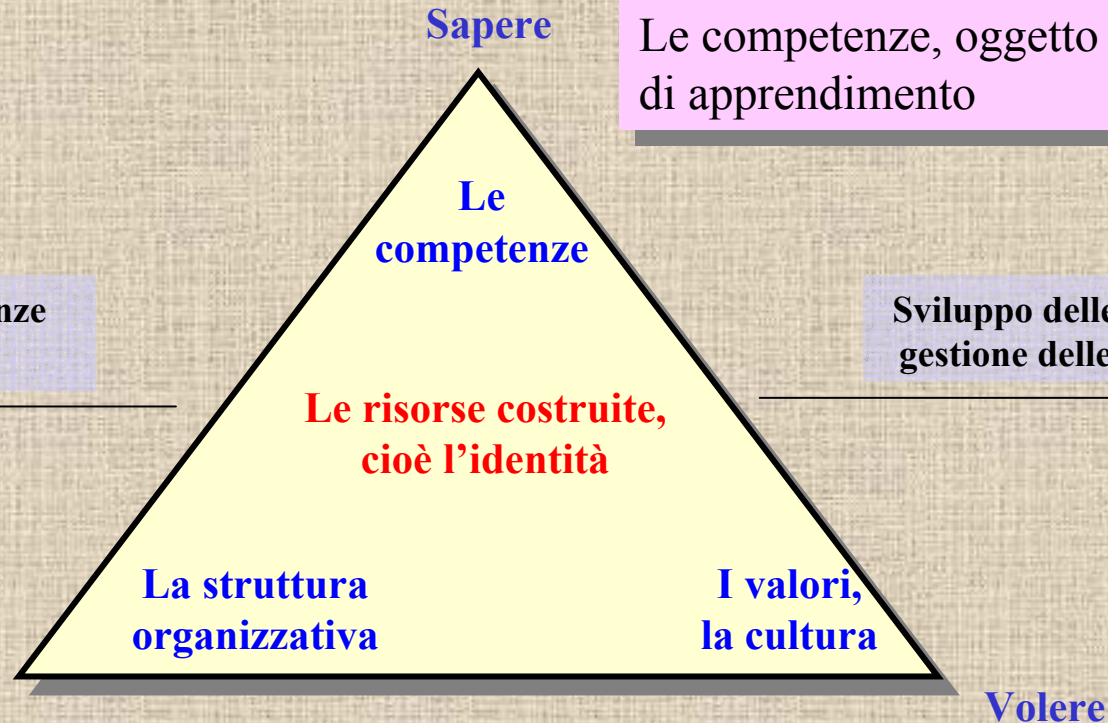 Sapere
Le competenze, oggetto
di apprendimento
Le
competenze
Sviluppo delle
gestione delle
Le risorse costruite,
cioè l’identità
La struttura
organizzativa
I valori,
la cultura
Volere